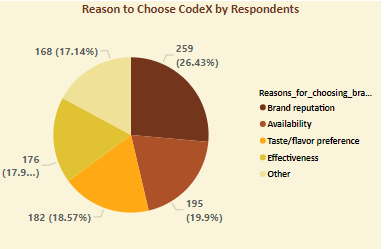 Reason to Choose CodeX by Respondents
168 (17.14%)
259
(26.43%)
176
(17.9...)
182 (18.57%)
195
(19.9%)
Reasons_for_choosing_bra...
Brand reputation
Availability
Taste/flavor preference
Effectiveness
Other